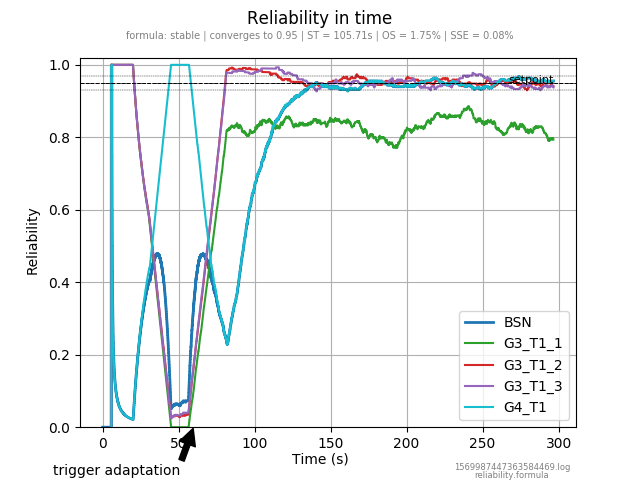 Reliability in time
formula: stable | converges to 0.95 | ST = 105.71s | OS = 1.75% | SSE = 0.08%
1.0
0.8
0.6
0.4
0.2
0.0
Reliability
setpoint
BSN
G3_T1_1
G3_T1_2
G3_T1_3
G4_T1
0
50
100
150
200
250
300
Time (s)
trigger adaptation
1569987447363584469.log
reliability.formula